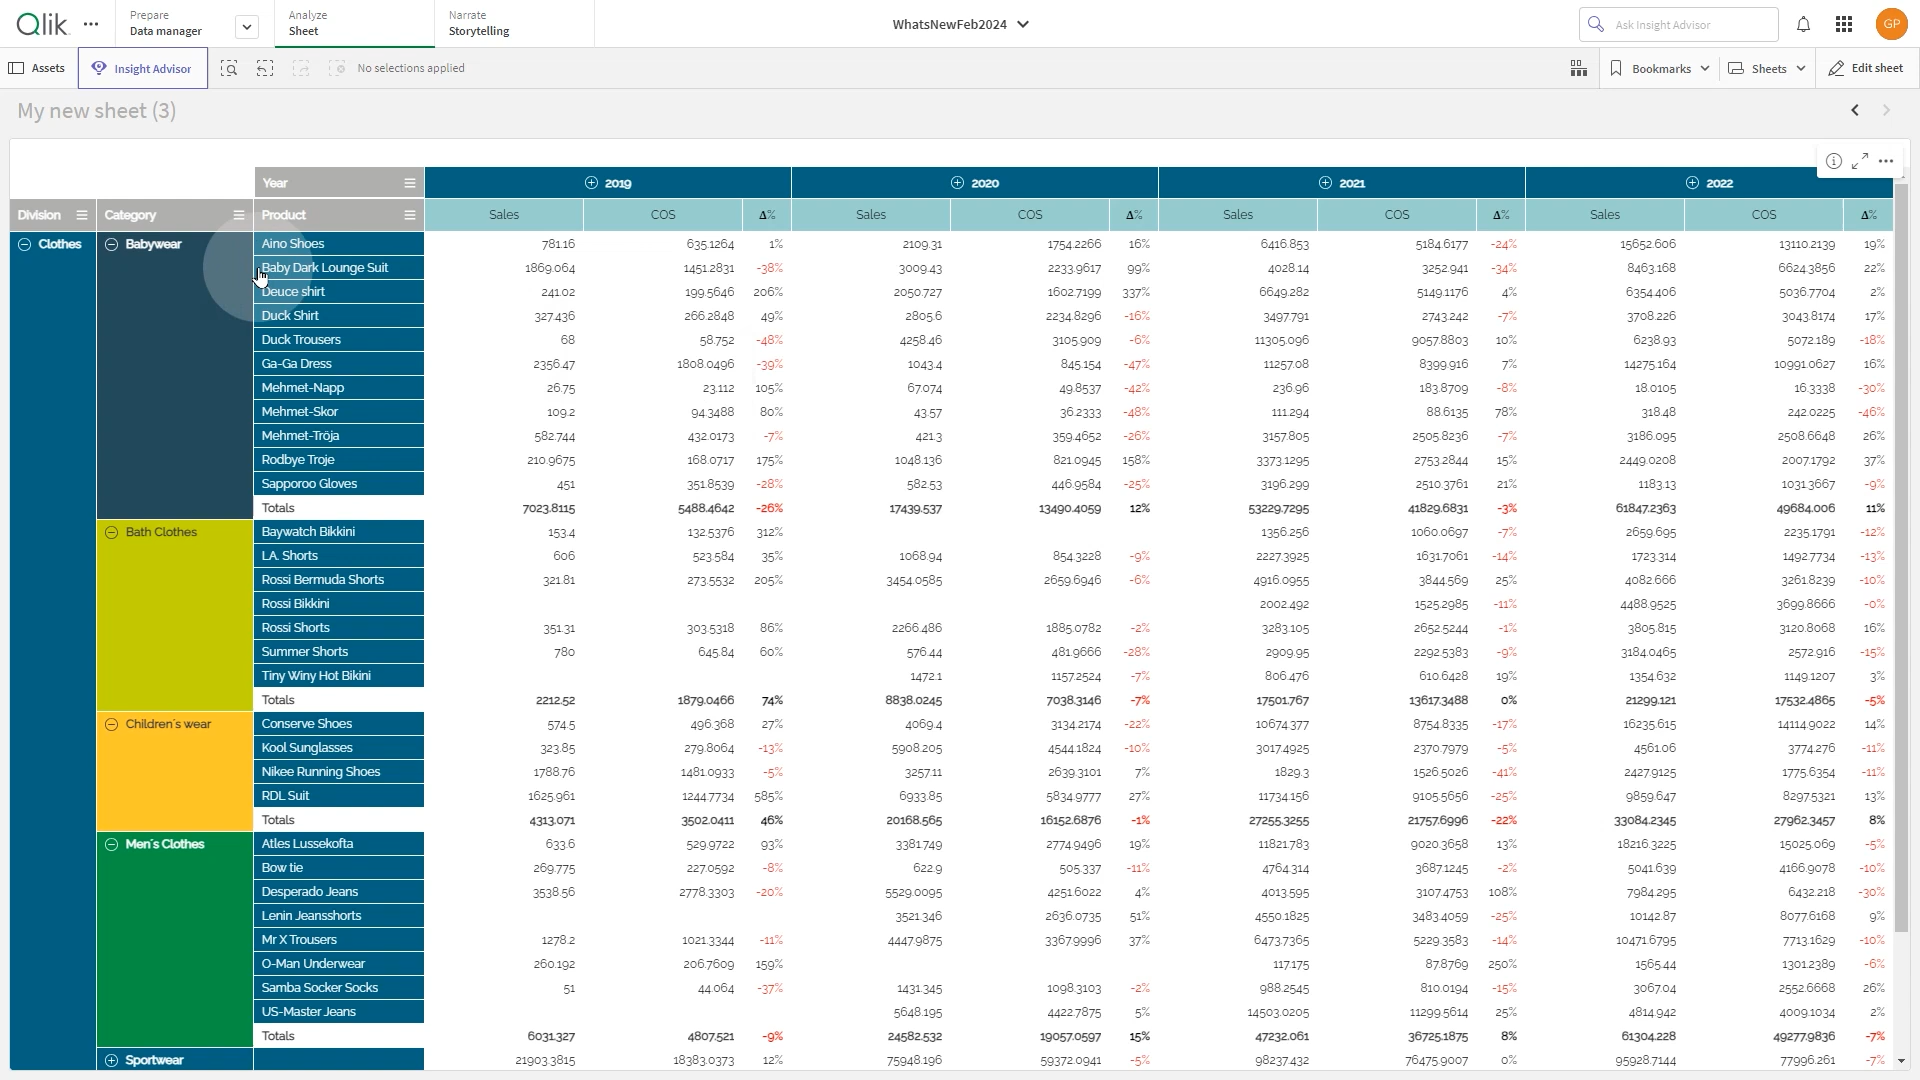 Qlik
Prepare
Data manager
Analyze
Sheet
Narrate
Storytelling
WhatsNewFeb2024
Ask Insight Advisor
GP
Assets
Insight Advisor
No selections applied
Bookmarks
Sheets
Edit sheet
My new sheet (3)
Year 2019 2020 2021 2022
Division Category Product Sales COS Δ% Sales COS Δ% Sales COS Δ% Sales COS Δ%
Clothes Babywear Aino Shoes 781.16 635.1264 1% 2109.31 1754.2266 16% 6416.853 5184.6177 -24% 15652.606 13110.2139 19%
Baby Dark Lounge Suit 1869.064 1451.2831 -38% 3009.43 2233.9617 99% 4028.14 3252.941 -34% 8463.168 6624.3856 22%
Deuce shirt 241.02 199.5646 206% 2050.727 1602.7199 337% 6649.282 5149.1176 4% 6354.406 5036.7704 2%
Duck Shirt 327.436 266.2848 49% 2805.6 2234.8296 -16% 3497.791 2743.242 -7% 3708.226 3043.8174 17%
Duck Trousers 68 58.752 -48% 4258.46 3105.909 -6% 11305.096 9057.8803 10% 6238.93 5072.189 -18%
Ga-Ga Dress 2356.47 1808.0496 -39% 1043.4 845.154 -47% 11257.08 8399.916 7% 14275.164 10991.0627 16%
Mehmet-Napp 26.75 23.112 105% 67.074 49.8537 -42% 236.96 183.8709 -8% 18.0105 16.3338 -30%
Mehmet-Skor 109.2 94.3488 80% 43.57 36.2333 -48% 111.294 88.6135 78% 318.48 242.0225 -46%
Mehmet-Tröja 582.744 432.0173 -7% 421.3 359.4652 -26% 3157.805 2505.8236 -7% 3186.095 2508.6648 26%
Rodbye Troje 210.9675 168.0717 175% 1048.136 821.0945 158% 3373.1295 2753.2844 15% 2449.0208 2007.1792 37%
Sapporoo Gloves 451 351.8539 -28% 582.53 446.9584 -25% 3196.299 2510.3761 21% 1183.13 1031.3667 -9%
Totals 7023.8115 5488.4642 -26% 17439.537 13490.4059 12% 53229.7295 41829.6831 -3% 61847.2363 49684.006 11%
Bath Clothes Baywatch Bikkini 153.4 132.5376 312% 1356.256 1060.0697 -7% 2659.695 2235.1791 -12%
L.A. Shorts 606 523.584 35% 1068.94 854.3228 -9% 2227.3925 1631.7061 -14% 1723.314 1492.7734 -13%
Rossi Bermuda Shorts 321.81 273.5532 205% 3454.0585 2659.6946 -6% 4916.0955 3844.569 25% 4082.666 3261.8239 -10%
Rossi Bikkini 2002.492 1525.2985 -11% 4488.9525 3699.8666 -0%
Rossi Shorts 351.31 303.5318 86% 2266.486 1885.0782 -2% 3283.105 2652.5244 -1% 3805.815 3120.8068 16%
Summer Shorts 780 645.84 60% 576.44 481.9666 -28% 2909.95 2292.5383 -9% 3184.0465 2572.916 -15%
Tiny Winy Hot Bikini 1472.1 1157.2524 -7% 806.476 610.6428 19% 1354.632 1149.1207 3%
Totals 2212.52 1879.0466 74% 8838.0245 7038.3146 -7% 17501.767 13617.3488 0% 21299.121 17532.4865 -5%
Children´s wear Conserve Shoes 574.5 496.368 27% 4069.4 3134.2174 -22% 10674.377 8754.8335 -17% 16235.615 14114.9022 14%
Kool Sunglasses 323.85 279.8064 -13% 5908.205 4544.1824 -10% 3017.4925 2370.7979 -5% 4561.06 3774.276 -11%
Nikee Running Shoes 1788.76 1481.0933 -5% 3257.11 2639.3101 7% 1829.3 1526.5026 -41% 2427.9125 1775.6354 -11%
RDL Suit 1625.961 1244.7734 585% 6933.85 5834.9777 27% 11734.156 9105.5656 -25% 9859.647 8297.5321 13%
Totals 4313.071 3502.0411 46% 20168.565 16152.6876 -1% 27255.3255 21757.6996 -22% 33084.2345 27962.3457 8%
Men´s Clothes Atles Lussekofta 633.6 529.9722 93% 3381.749 2774.9496 19% 11821.783 9020.3658 13% 18216.3225 15025.069 -5%
Bow tie 269.775 227.0592 -8% 622.9 505.337 -11% 4764.314 3687.1245 -2% 5041.639 4166.9078 -10%
Desperado Jeans 3538.56 2778.3303 -20% 5529.0095 4251.6022 4% 4013.595 3107.4753 108% 7984.295 6432.218 -30%
Lenin Jeansshorts 3521.346 2636.0735 51% 4550.1825 3483.4059 -25% 10142.87 8077.6168 9%
Mr X Trousers 1278.2 1021.3344 -11% 4447.9875 3367.9996 37% 6473.7365 5229.3583 -14% 10471.6795 7713.1629 -10%
O-Man Underwear 260.192 206.7609 159% 117.175 87.8769 250% 1565.44 1301.2389 -6%
Samba Socker Socks 51 44.064 -37% 1431.345 1098.3103 -2% 988.2545 810.0194 -15% 3067.04 2552.6668 26%
US-Master Jeans 5648.195 4422.7875 5% 14503.0205 11299.5614 25% 4814.942 4009.1034 2%
Totals 6031.327 4807.521 -9% 24582.532 19057.0597 15% 47232.061 36725.1875 8% 61304.228 49277.9836 -7%
Sportwear 21903.3815 18383.0373 12% 75948.196 59372.0941 -5% 98237.432 76475.9007 0% 95928.7144 77996.261 -7%